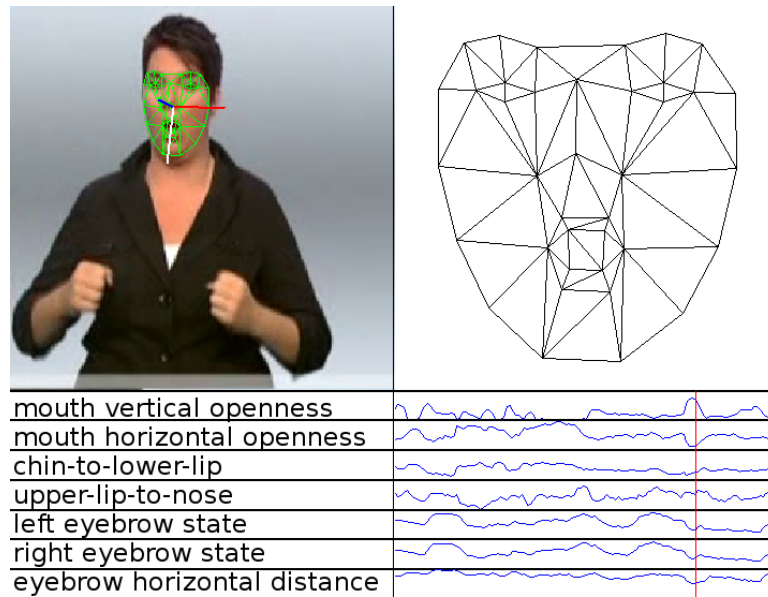 mouth vertical openness
mouth horizontal openness
chin-to-lower-lip
upper-lip-to-nose
left eyebrow state
right eyebrow state
eyebrow horizontal distance